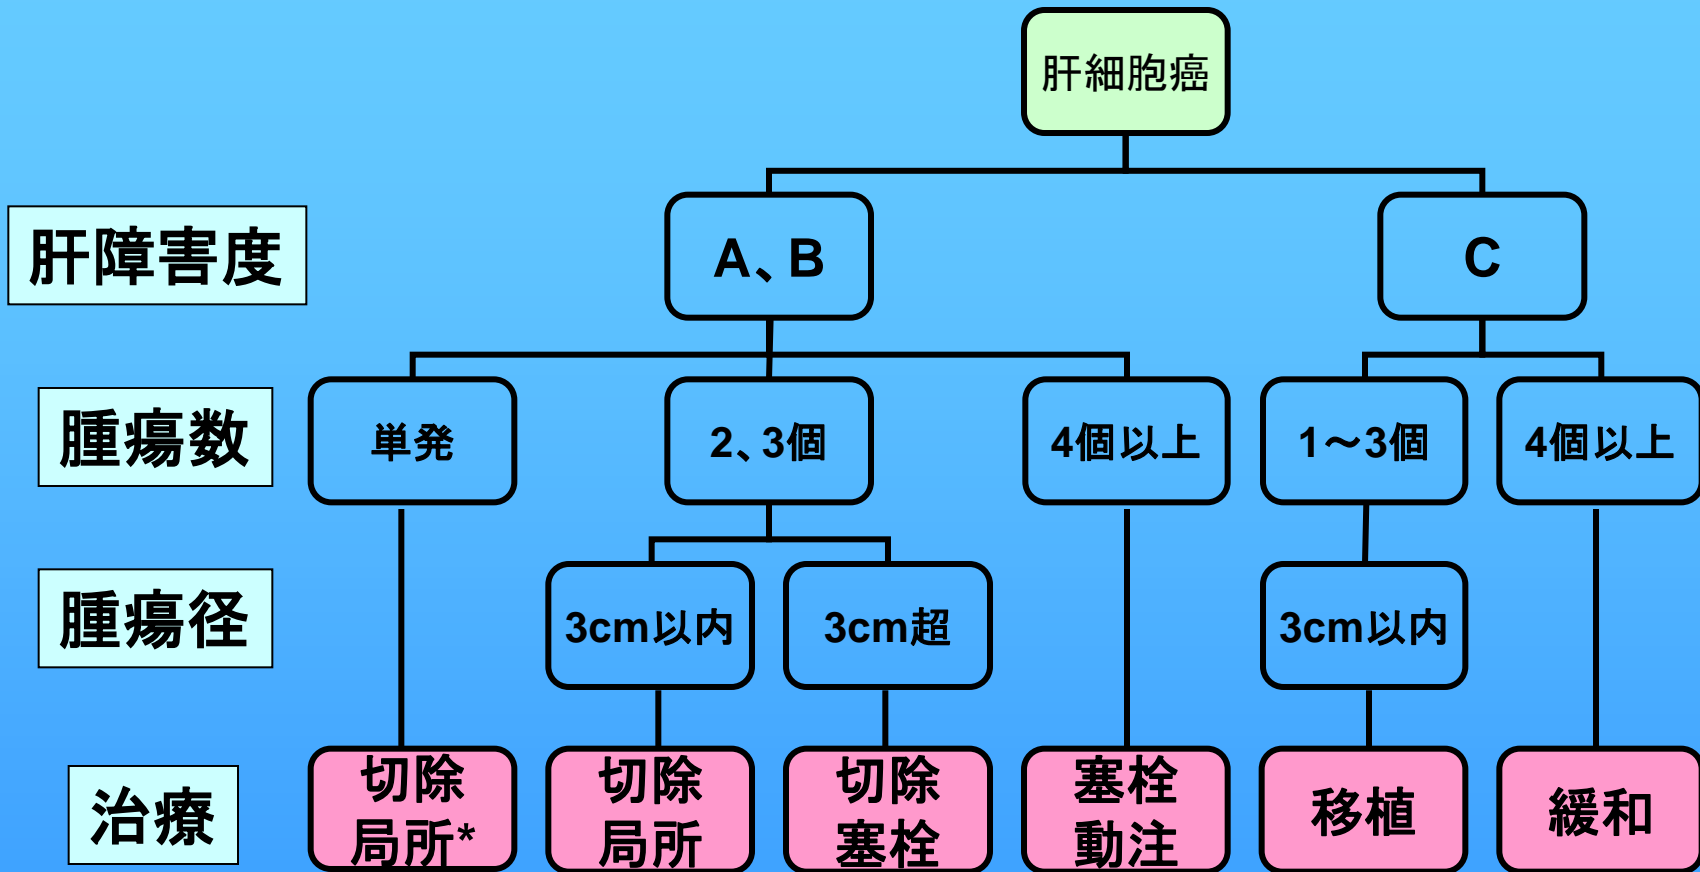 肝細胞癌
肝障害度
A、B
C
腫瘍数
単発
2、3個
4個以上
1～3個
4個以上
腫瘍径
3cm以内
3cm超
3cm以内
治療
切除
局所*
切除
局所
切除
塞栓
塞栓
動注
移植
緩和